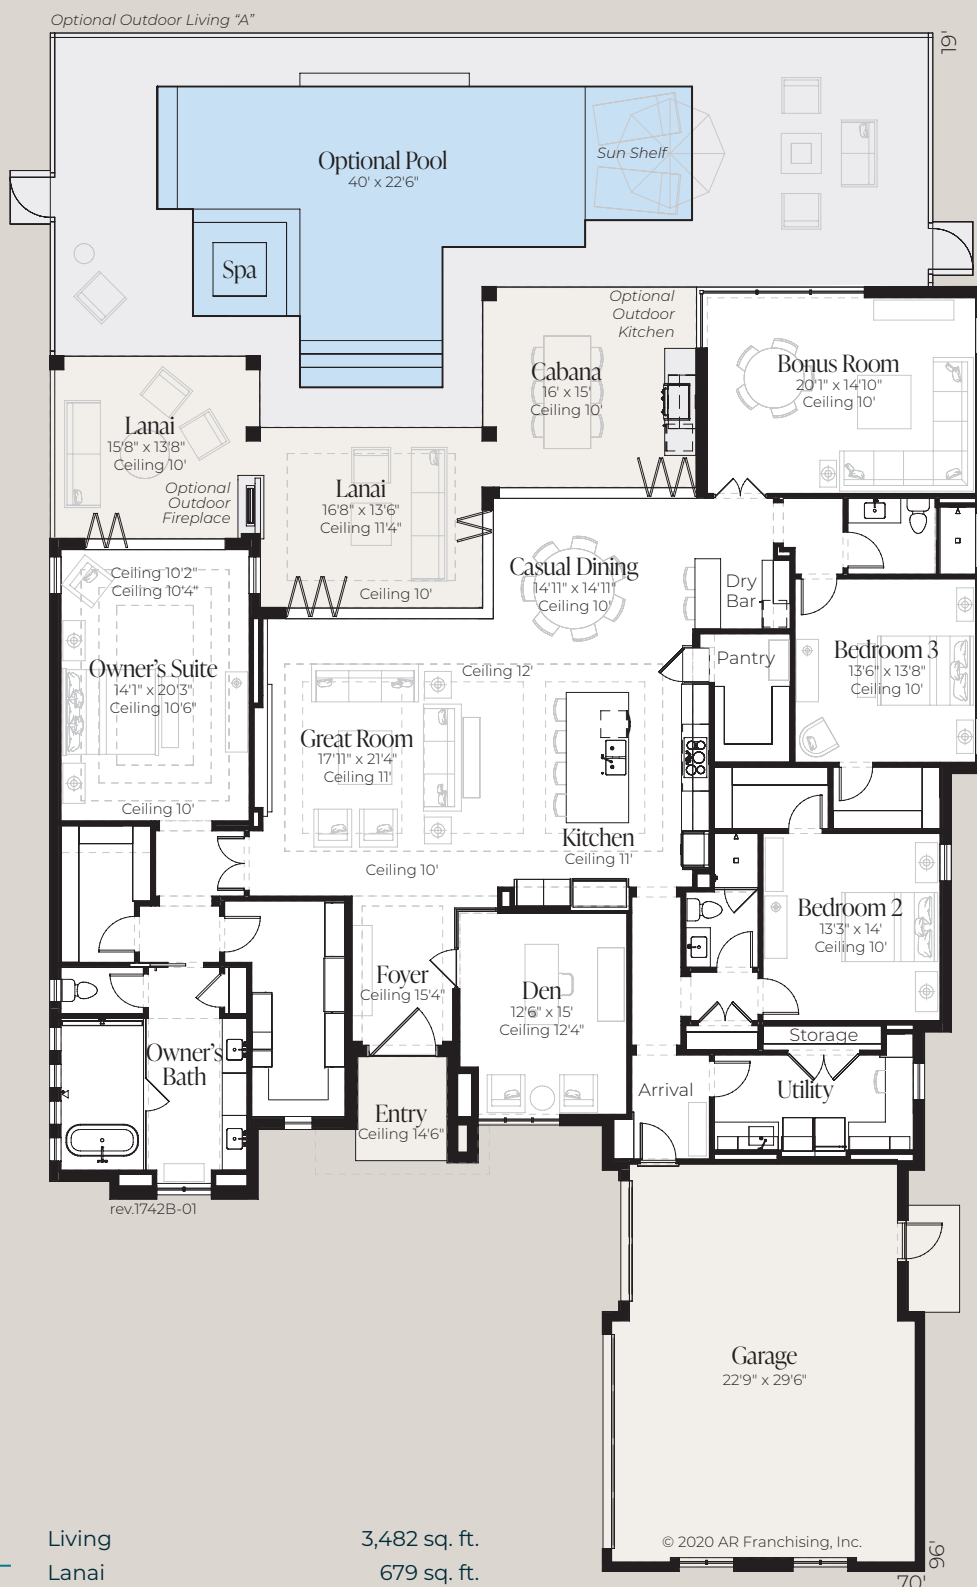 Optional Outdoor Living “A”
19'
Optional Pool
40' x 22'6"
Sun Shelf
Spa
Optional
Outdoor
Kitchen
Cabana
16' x 15'
Ceiling 10'
Bonus Room
20'1" x 14'10"
Ceiling 10'
Lanai
15'8" x 13'8"
Ceiling 10'
Optional
Outdoor
Fireplace
Lanai
16'8" x 13'6"
Ceiling 11'4"
Ceiling 10'
Casual Dining
14'11" x 14'11"
Ceiling 10'
Dry
Bar
Ceiling 10'2"
Ceiling 10'4"
Owner's Suite
14'1" x 20'3"
Ceiling 10'6"
Ceiling 10'
Ceiling 12'
Pantry
Bedroom 3
13'6" x 13'8"
Ceiling 10'
Great Room
17'11" x 21'4"
Ceiling 11'
Ceiling 10'
Kitchen
Ceiling 11'
Bedroom 2
13'3" x 14'
Ceiling 10'
Foyer
Ceiling 15'4"
Den
12'6" x 15'
Ceiling 12'4"
Storage
Owner's
Bath
Arrival
Utility
Entry
Ceiling 14'6"
rev.1742B-01
Garage
22'9" x 29'6"
© 2020 AR Franchising, Inc.
96'
70'
Living 3,482 sq. ft.
Lanai 679 sq. ft.